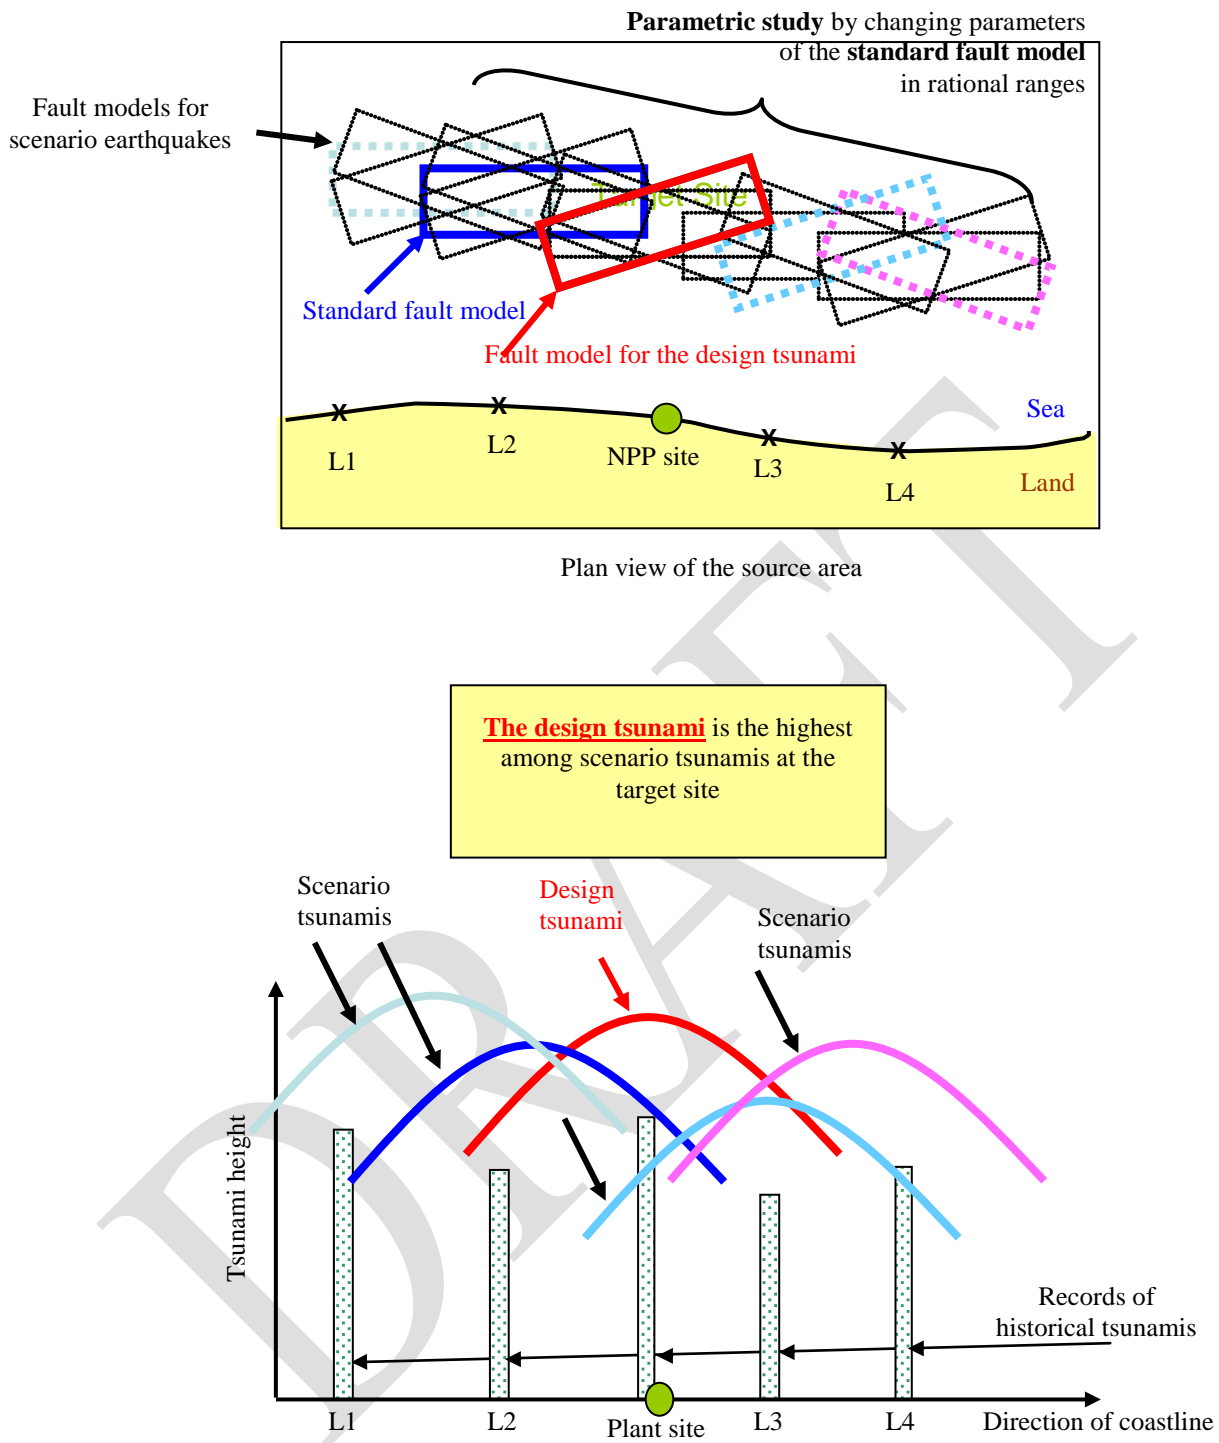 Parametric study by changing parameters
of the standard fault model
in rational ranges
Fault models for
scenario earthquakes
Target Site
Standard fault model
Fault model for the design tsunami
Sea
L1
L2
NPP site
L3
L4
Land
Plan view of the source area
The design tsunami is the highest
among scenario tsunamis at the
target site
Scenario
tsunamis
Design
tsunami
Scenario
tsunamis
Tsunami height
Records of
historical tsunamis
L1
L2
Plant site
L3
L4
Direction of coastline
DRAFT